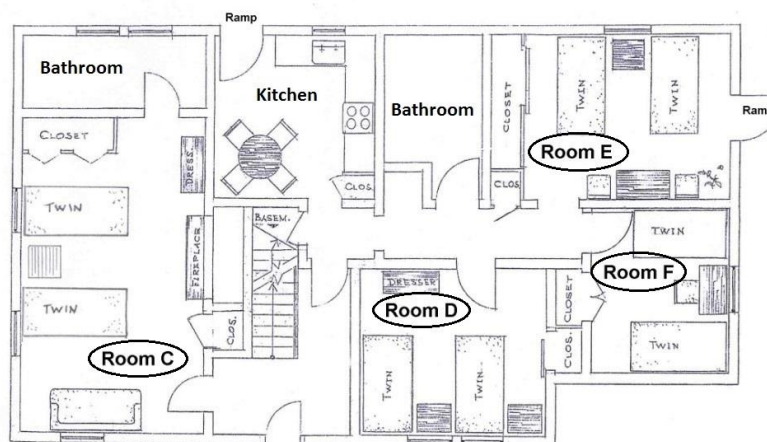 Ramp
Bathroom
Kitchen
Bathroom
CLOSET
TWIN
TWIN
Ram
CLOSET
DRESS.
Room E
CLOS.
CLOS.
TWIN
BASEM.
FIREPLACE
TWIN
Room F
CLOSET
DRESSER
Room D
TWIN
CLOS.
Room C
TWIN
TWIN
CLOS.
TWIN